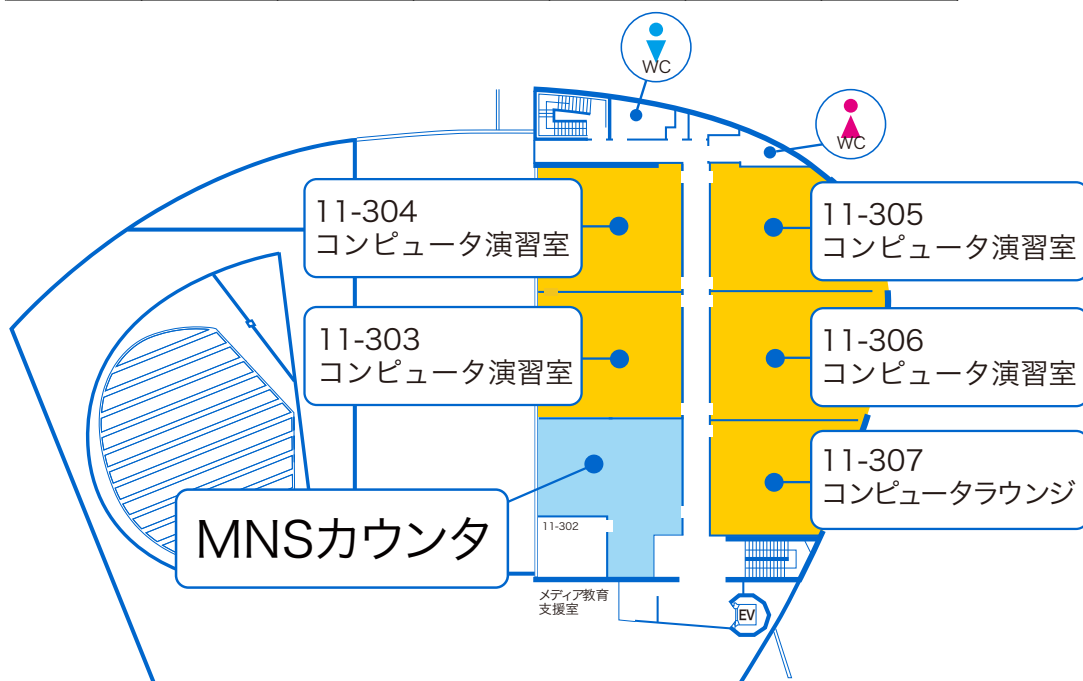 WC
WC
11-304
コンピュータ演習室
11-305
コンピュータ演習室
11-303
コンピュータ演習室
11-306
コンピュータ演習室
11-307
コンピュータラウンジ
MNSカウンタ
11-302
メディア教育
支援室
EV